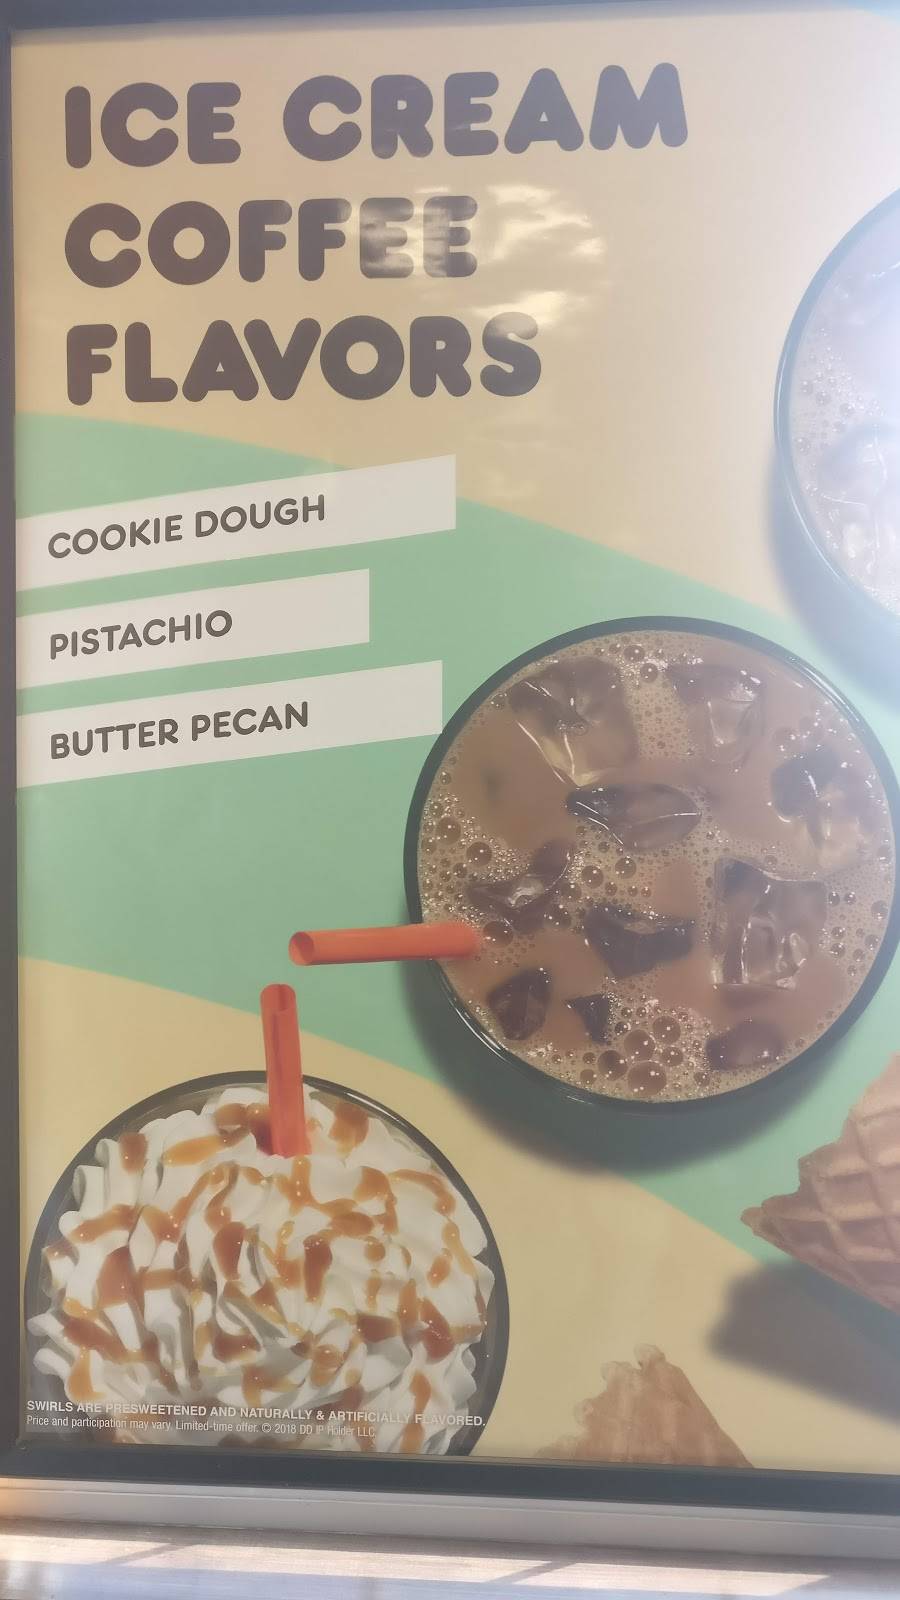 ICE CREAM
COFFEE
FLAVORS
COOKIE DOUGH
PISTACHIO
BUTTER PECAN
SWIRLS ARE PRESWEETENED AND NATURALLY & ARTIFICIALLY FLAVORED.
Price and participation may vary. Limited-time offer. © 2018 DD IP Holder LLC